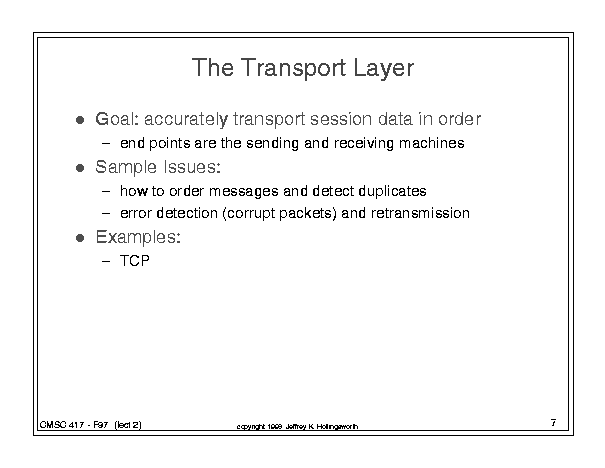 The Transport Layer
● Goal: accurately transport session data in order
– end points are the sending and receiving machines
● Sample Issues:
– how to order messages and detect duplicates
– error detection (corrupt packets) and retransmission
● Examples:
– TCP
CMSC 417 - F97 (lect 2)
copyright 1996 Jeffrey K. Hollingsworth
7